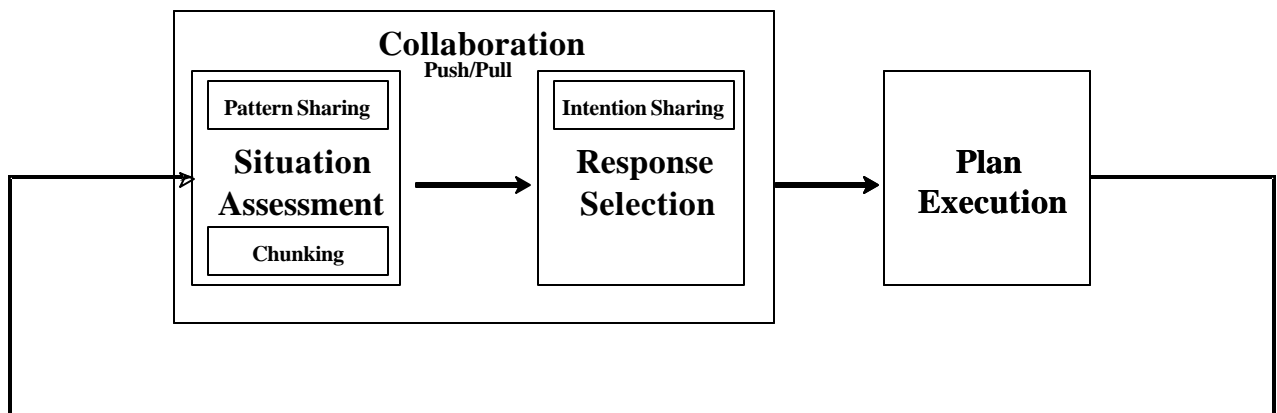 Collaboration
Push/Pull
Pattern Sharing
Situation
Assessment
Chunking
Intention Sharing
Response
Selection
Plan
Execution